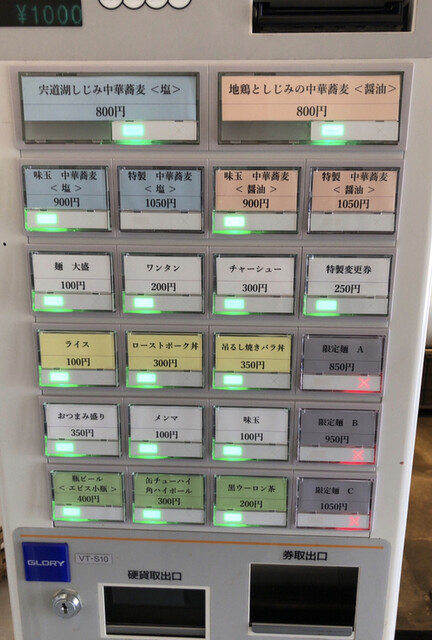 ¥1000
宍道湖しじみ中華蕎麦 <塩>
800円
地鶏としじみの中華蕎麦 <醤油>
800円
味玉 中華蕎麦
< 塩 >
900円
特製 中華蕎麦
< 塩 >
1050円
味玉 中華蕎麦
< 醤油 >
900円
特製 中華蕎麦
< 醤油 >
1050円
麺 大盛
100円
ワンタン
200円
チャーシュー
300円
特製変更券
250円
ライス
100円
ローストポーク丼
300円
吊るし焼きバラ丼
350円
限定麺 A
850円
おつまみ盛り
350円
メンマ
100円
味玉
100円
限定麺 B
950円
瓶ビール
< エビス小瓶 >
400円
缶チューハイ
角ハイボール
300円
黒ウーロン茶
200円
限定麺 C
1050円
GLORY
VT-S10
硬貨取出口
券取出口